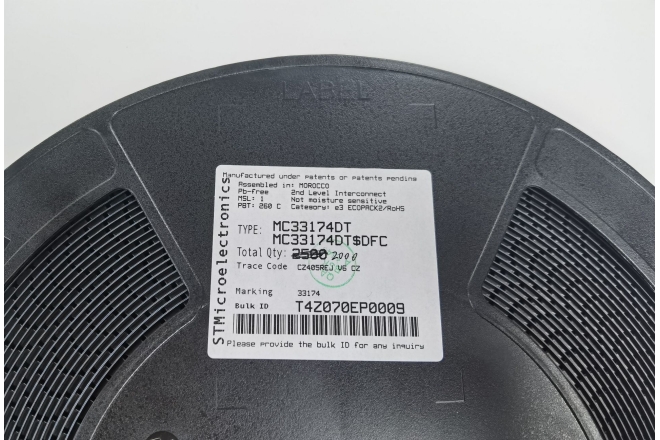 LABEL
Manufactured under patents or patents pending
Assembled in: MOROCCO
Pb-free 2nd Level Interconnect
MSL: 1 Not moisture sensitive
PBT: 260 C Category: e3 ECOPACK2/RoHS
TYPE: MC33174DT
MC33174DT$DFC
Total Qty: 2500 2000
Trace Code CZ405REJ V6 CZ
Marking 33174
Bulk ID T4Z070EP0009
Please provide the bulk ID for any inquiry
STMicroelectronics